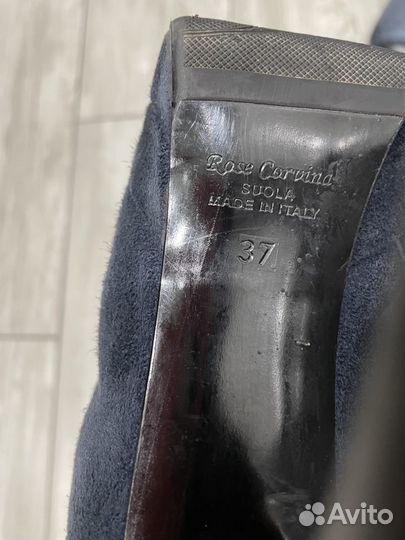 Rose Corvina
SUOLA
MADE IN ITALY
37
Avito